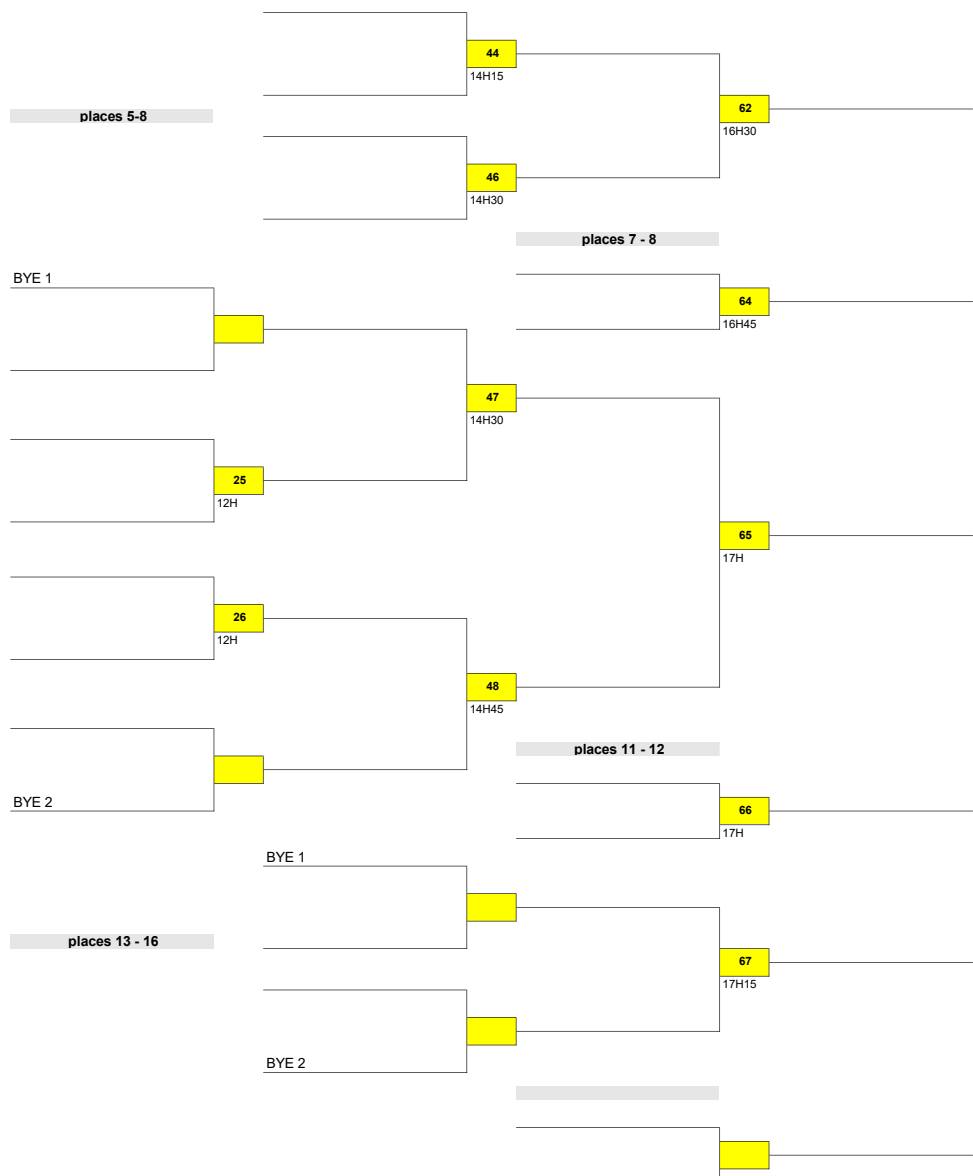 44
14H15
places 5-8
62
16H30
46
14H30
places 7 - 8
BYE 1
64
16H45
47
14H30
25
12H
65
17H
26
12H
48
14H45
places 11 - 12
BYE 2
66
17H
BYE 1
places 13 - 16
67
17H15
BYE 2